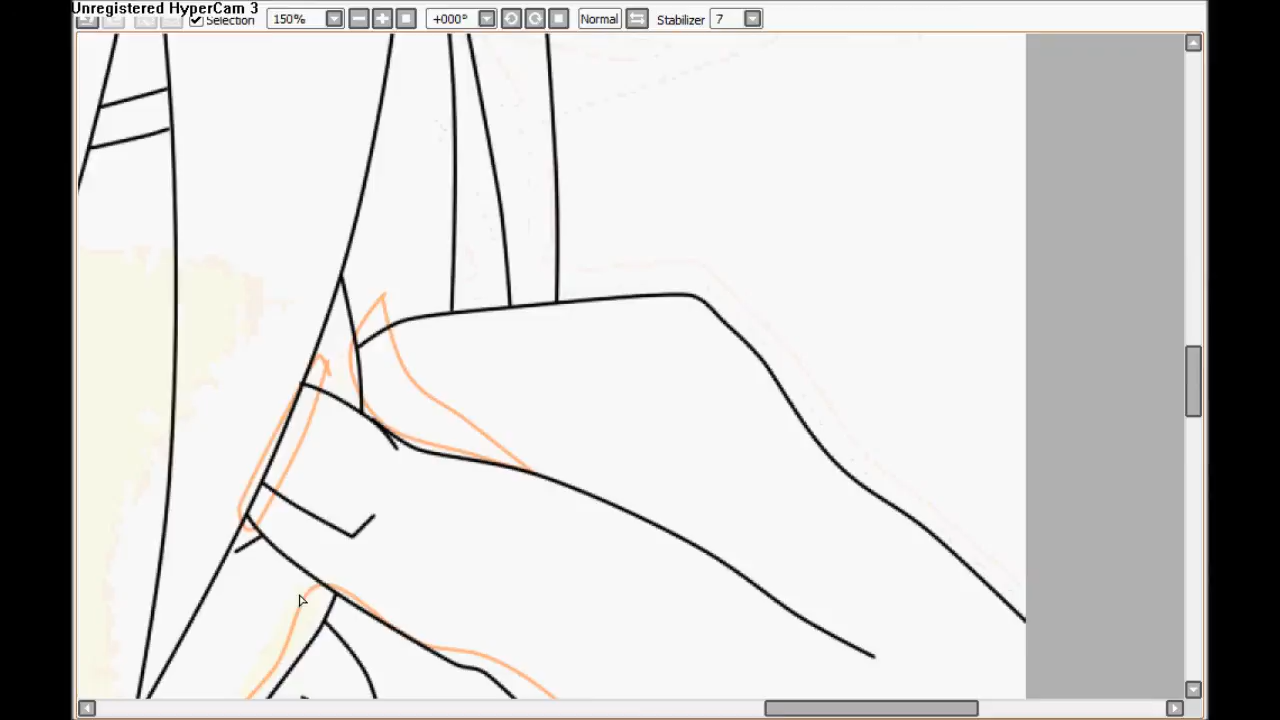 Unregistered HyperCam 3
Selection 150% +000° Normal Stabilizer 7